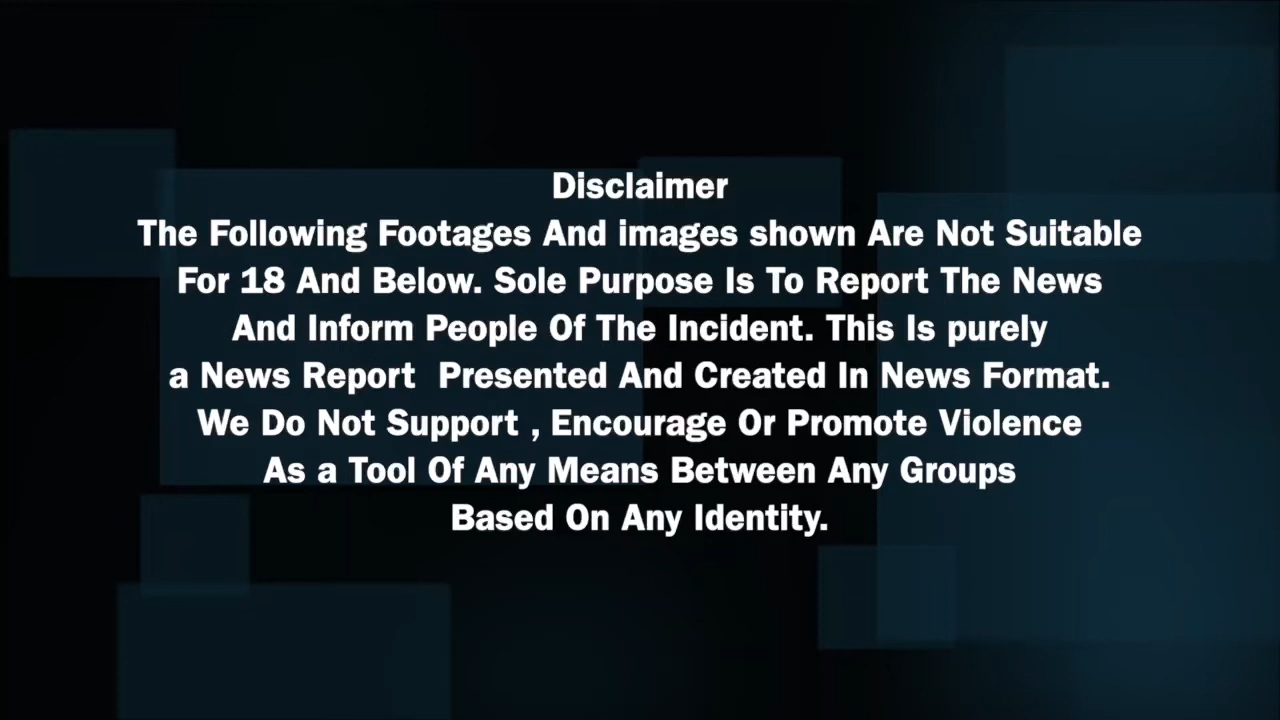 Disclaimer
The Following Footages And images shown Are Not Suitable
For 18 And Below. Sole Purpose Is To Report The News
And Inform People Of The Incident. This Is purely
a News Report  Presented And Created In News Format.
We Do Not Support , Encourage Or Promote Violence
As a Tool Of Any Means Between Any Groups
Based On Any Identity.